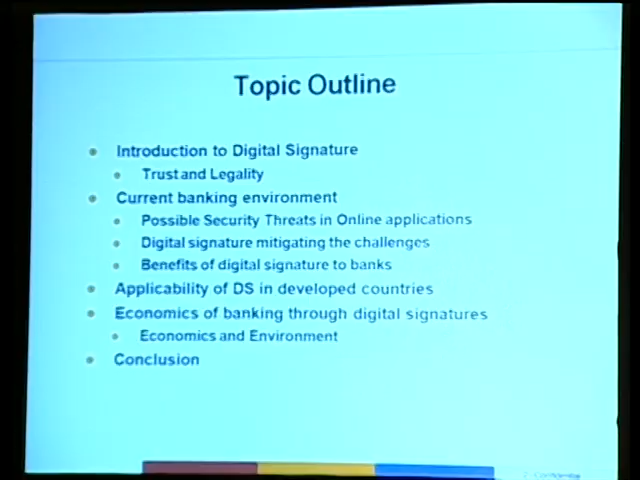 Topic Outline
Introduction to Digital Signature
Trust and Legality
Current banking environment
Possible Security Threats in Online applications
Digital signature mitigating the challenges
Benefits of digital signature to banks
Applicability of DS in developed countries
Economics of banking through digital signatures
Economics and Environment
Conclusion